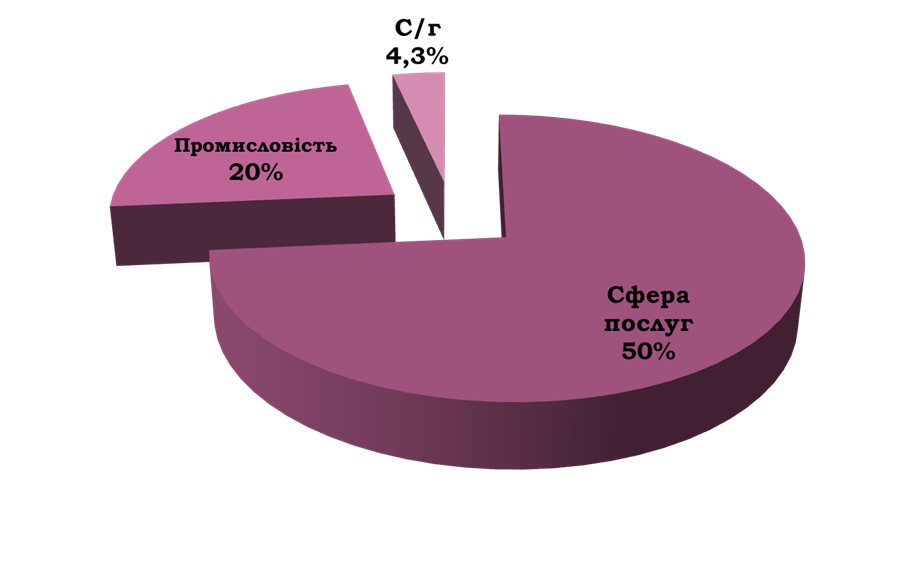 С/г
4,3%
Промисловість
20%
Сфера
послуг
50%